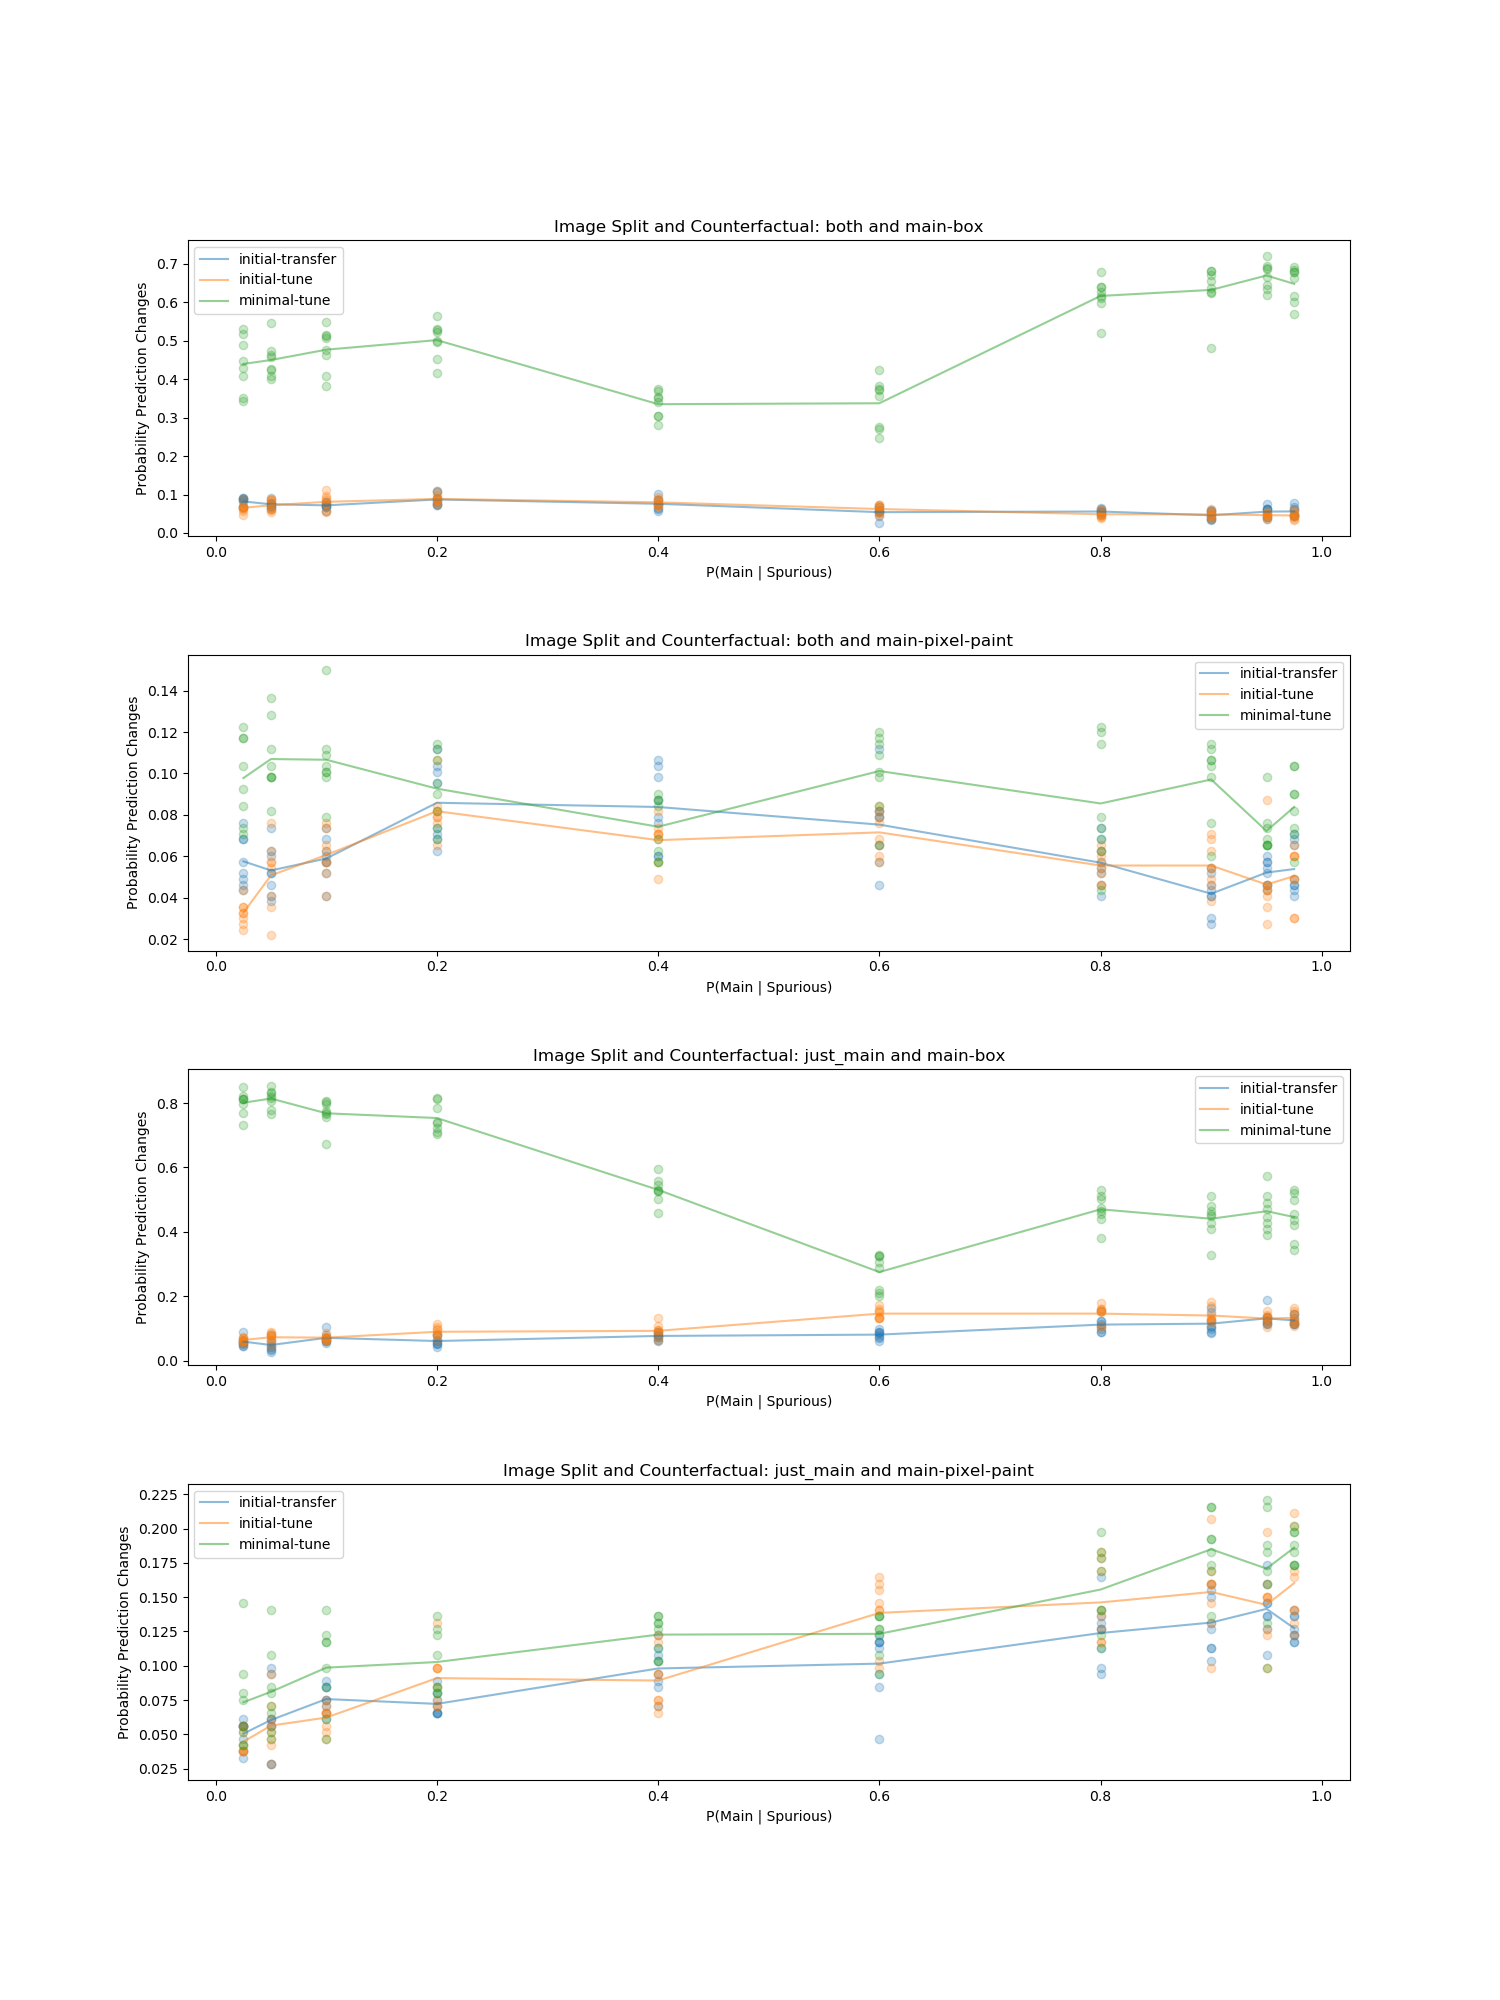 Image Split and Counterfactual: both and main-box
initial-transfer
initial-tune
minimal-tune
Probability Prediction Changes
0.7
0.6
0.5
0.4
0.3
0.2
0.1
0.0
0.0 0.2 0.4 0.6 0.8 1.0
P(Main | Spurious)
Image Split and Counterfactual: both and main-pixel-paint
initial-transfer
initial-tune
minimal-tune
Probability Prediction Changes
0.14
0.12
0.10
0.08
0.06
0.04
0.02
0.0 0.2 0.4 0.6 0.8 1.0
P(Main | Spurious)
Image Split and Counterfactual: just_main and main-box
initial-transfer
initial-tune
minimal-tune
Probability Prediction Changes
0.8
0.6
0.4
0.2
0.0
0.0 0.2 0.4 0.6 0.8 1.0
P(Main | Spurious)
Image Split and Counterfactual: just_main and main-pixel-paint
initial-transfer
initial-tune
minimal-tune
Probability Prediction Changes
0.225
0.200
0.175
0.150
0.125
0.100
0.075
0.050
0.025
0.0 0.2 0.4 0.6 0.8 1.0
P(Main | Spurious)